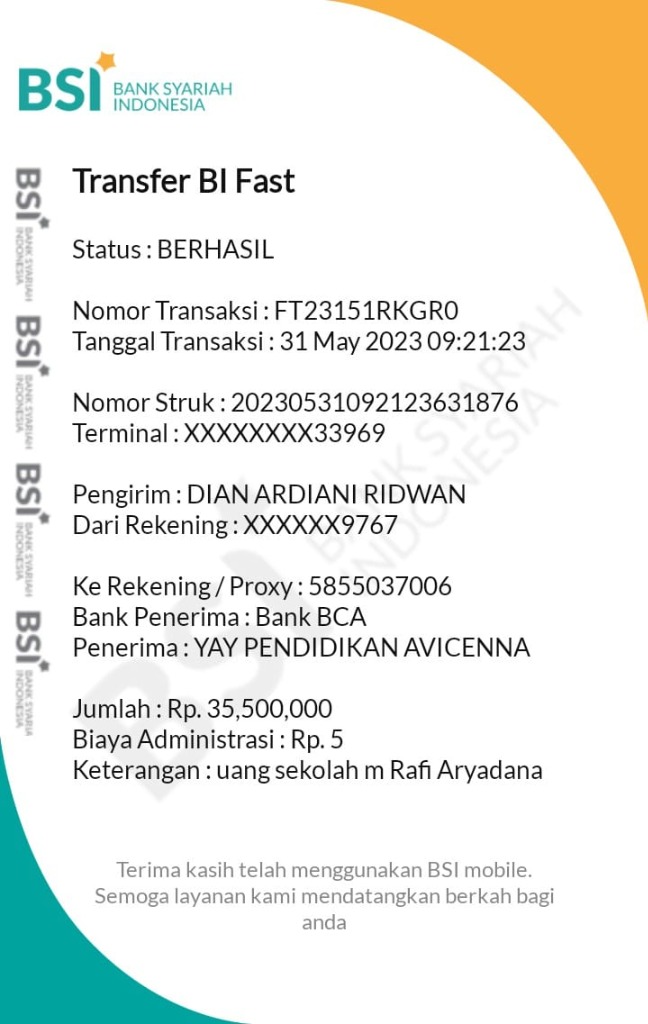 BSI BANK SYARIAH
INDONESIA
Transfer BI Fast
Status : BERHASIL
Nomor Transaksi : FT23151RKGR0
Tanggal Transaksi : 31 May 2023 09:21:23
Nomor Struk : 20230531092123631876
Terminal : XXXXXXXX33969
Pengirim : DIAN ARDIANI RIDWAN
Dari Rekening : XXXXXX9767
Ke Rekening / Proxy : 5855037006
Bank Penerima : Bank BCA
Penerima : YAY PENDIDIKAN AVICENNA
Jumlah : Rp. 35,500,000
Biaya Administrasi : Rp. 5
Keterangan : uang sekolah m Rafi Aryadana
Terima kasih telah menggunakan BSI mobile.
Semoga layanan kami mendatangkan berkah bagi
anda
BSI BANK SYARIAH
INDONESIA
BSI BANK SYARIAH
INDONESIA
BSI BANK SYARIAH
INDONESIA
BSI BANK SYARIA
INDONESIA
BSI BANK SYARIAH
INDONESIA